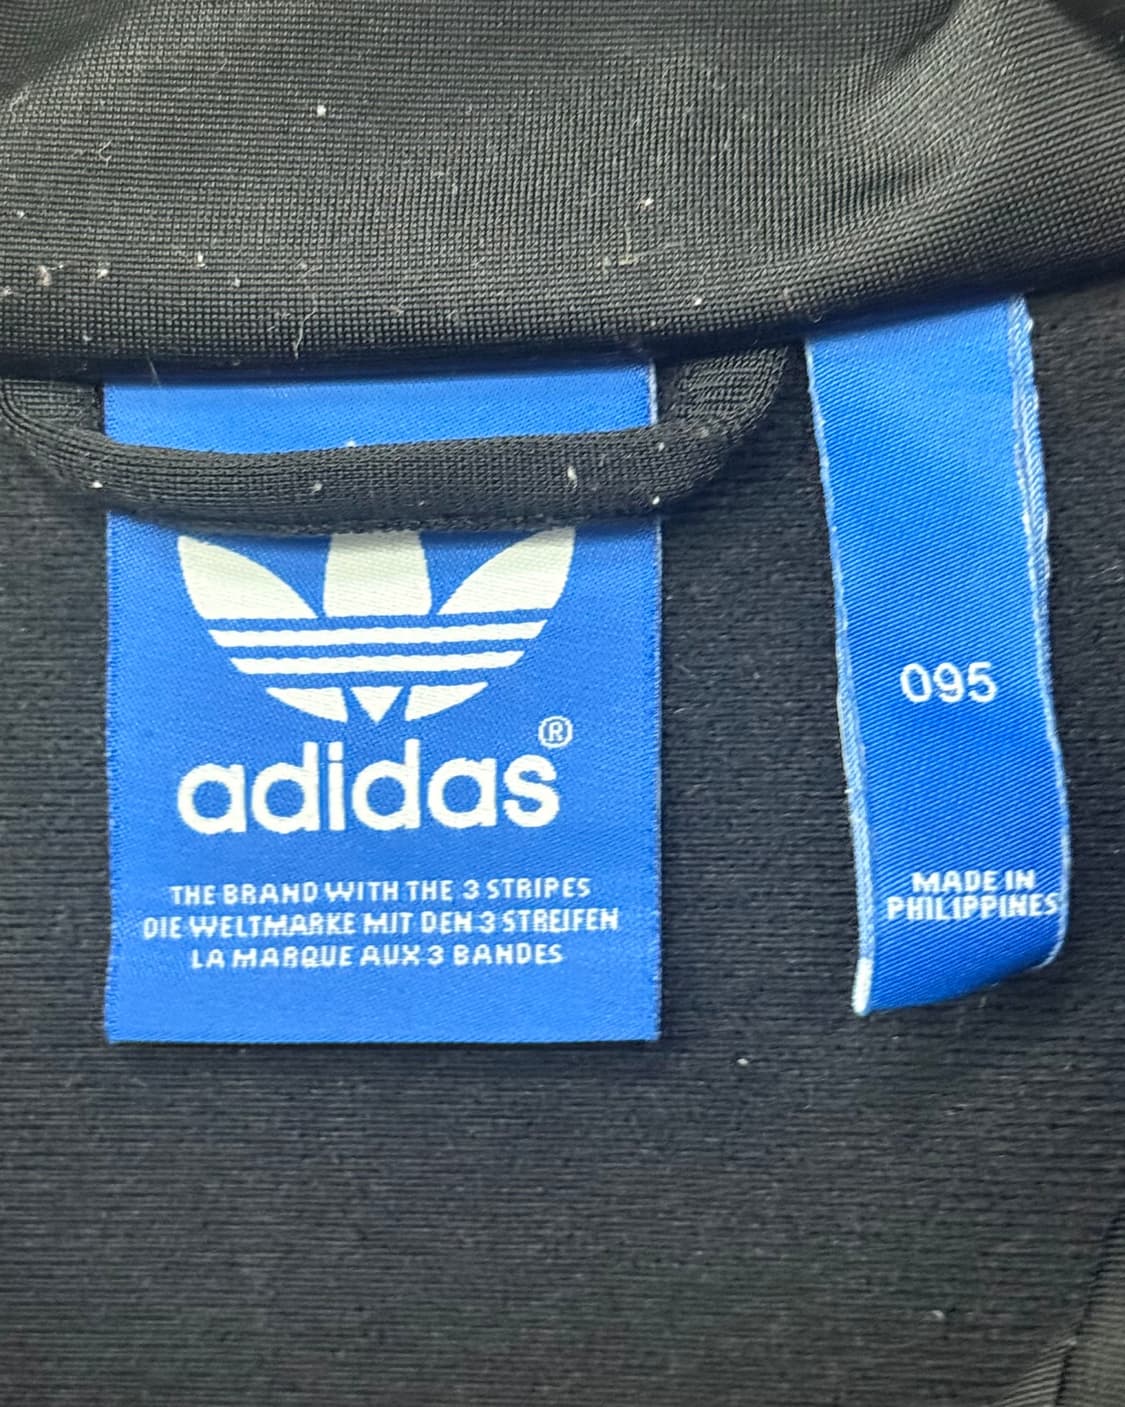 adidas®
THE BRAND WITH THE 3 STRIPES
DIE WELTMARKE MIT DEN 3 STREIFEN
LA MARQUE AUX 3 BANDES
095
MADE IN
PHILIPPINES